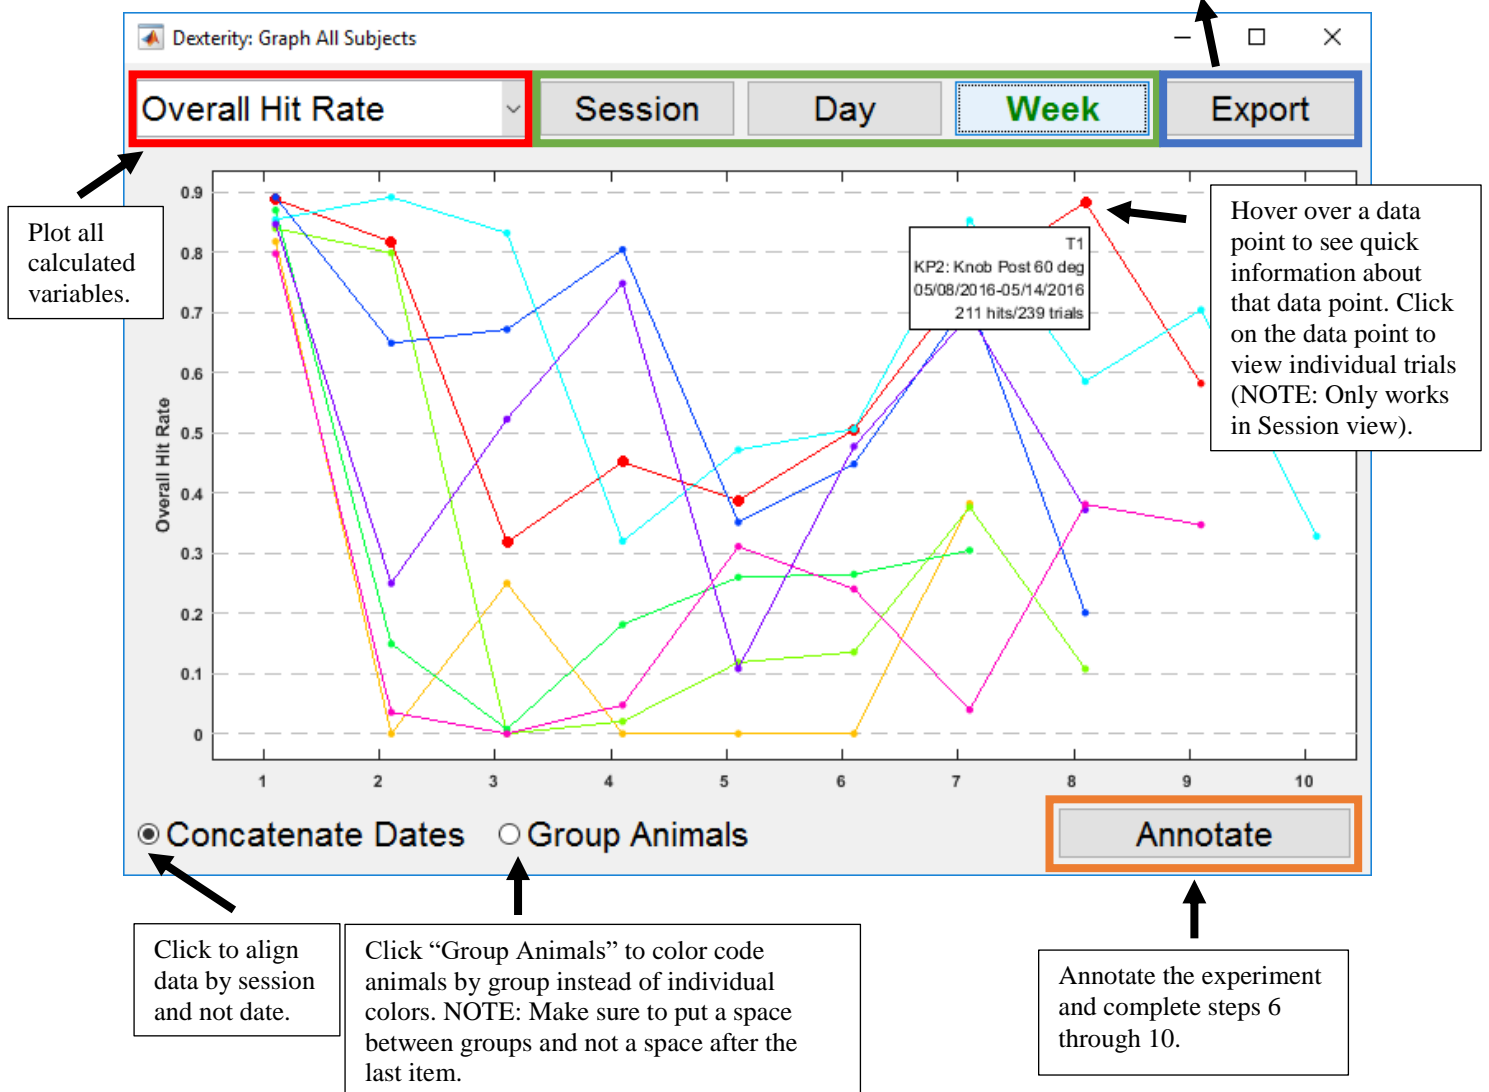 Dexterity: Graph All Subjects
Overall Hit Rate
Session
Day
Week
Export
Plot all
calculated
variables.
Hover over a data
point to see quick
information about
that data point. Click
on the data point to
view individual trials
(NOTE: Only works
in Session view).
T1
KP2: Knob Post 60 deg
05/08/2016-05/14/2016
211 hits/239 trials
Overall Hit Rate
0.9
0.8
0.7
0.6
0.5
0.4
0.3
0.2
0.1
0
1 2 3 4 5 6 7 8 9 10
Concatenate Dates
Group Animals
Annotate
Click to align
data by session
and not date.
Click “Group Animals” to color code
animals by group instead of individual
colors. NOTE: Make sure to put a space
between groups and not a space after the
last item.
Annotate the experiment
and complete steps 6
through 10.